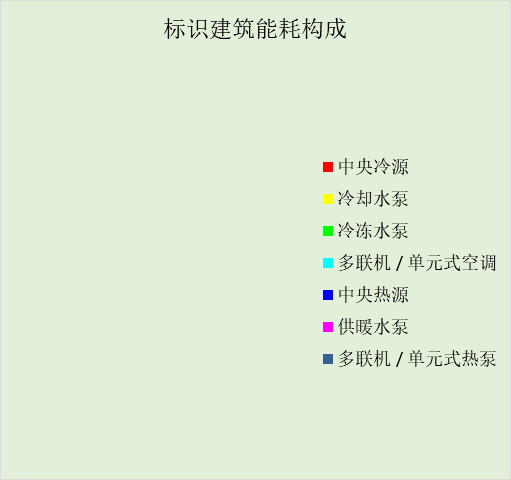 标识建筑能耗构成
中央冷源
冷却水泵
冷冻水泵
多联机 / 单元式空调
中央热源
供暖水泵
多联机 / 单元式热泵